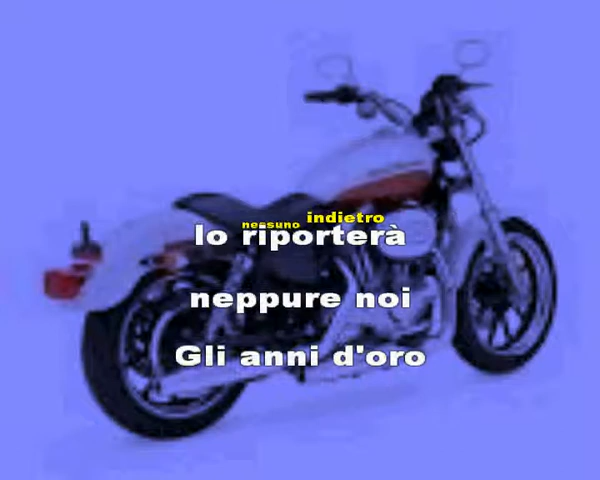 nessuno indietro
lo riporterà
neppure noi
Gli anni d'oro